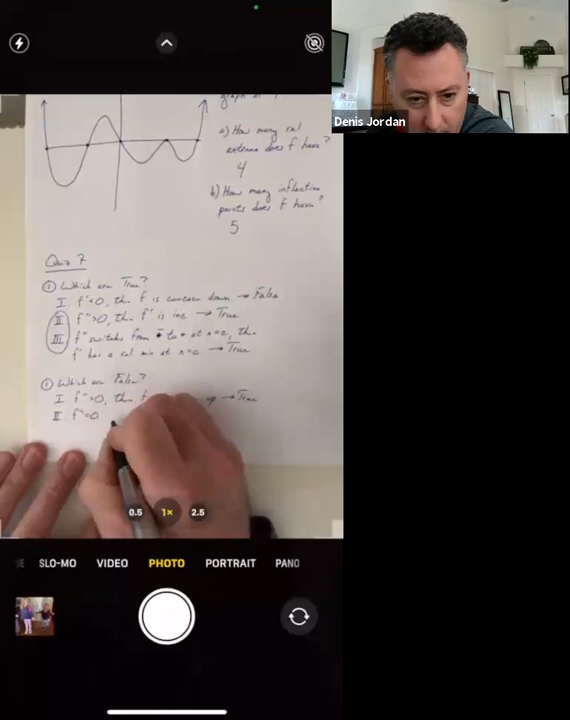 Denis Jordan
a) How many rel
extrema does f have?
4
b) How many inflection
points does f have?
5
Quiz 7
① Which are True?
I f'<0, then f is concave down → False
II f''>0, then f' is inc → True
III f'' switches from - to + at x=c, then
f' has a rel min at x=c → True
① Which are False?
I f''>0, then f up → True
II f''=0
0.5 1× 2.5
SLO-MO VIDEO PHOTO PORTRAIT PANO